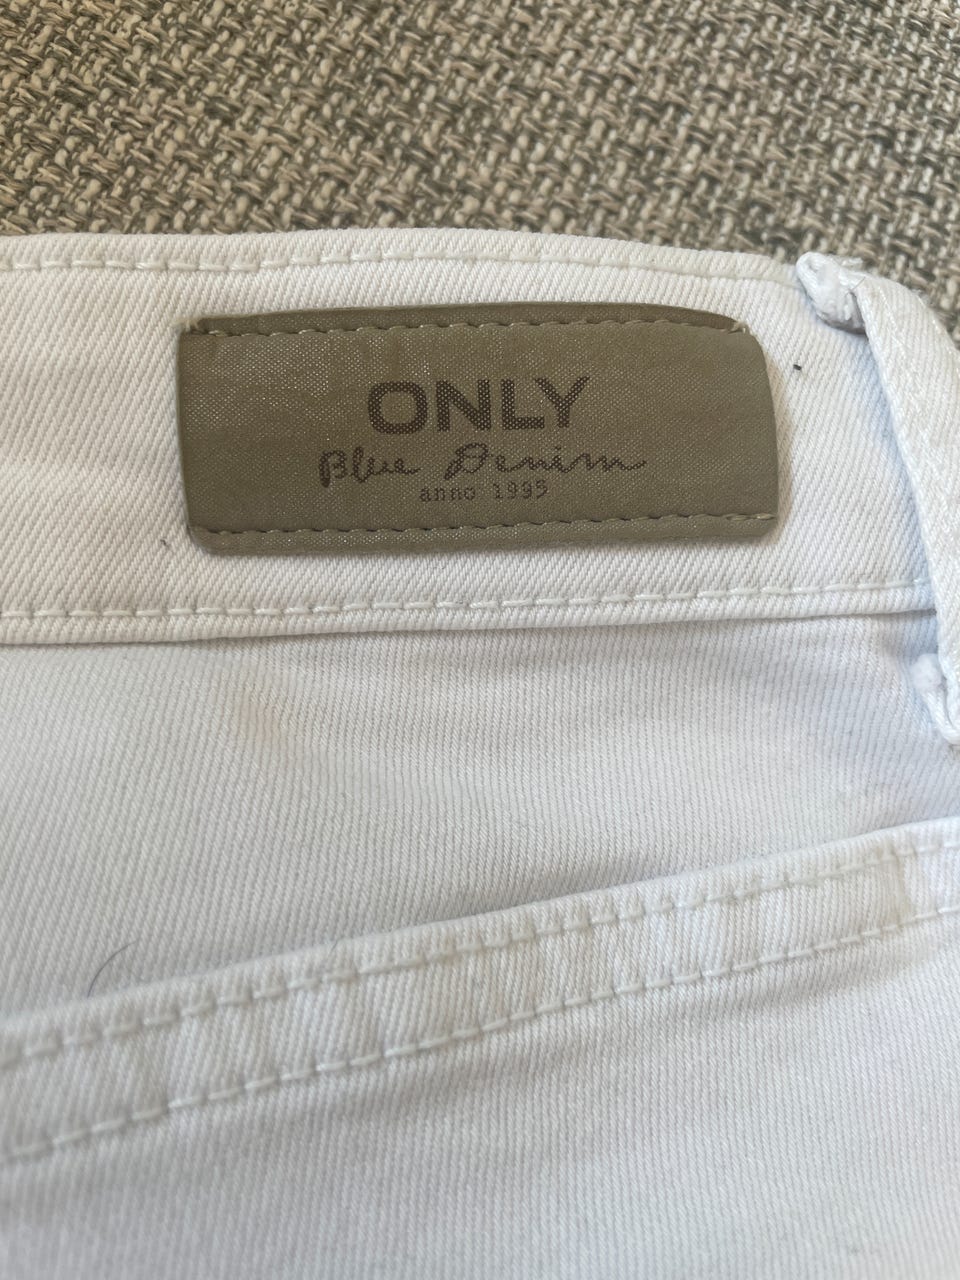 ONLY
Blue Denim
anno 1995